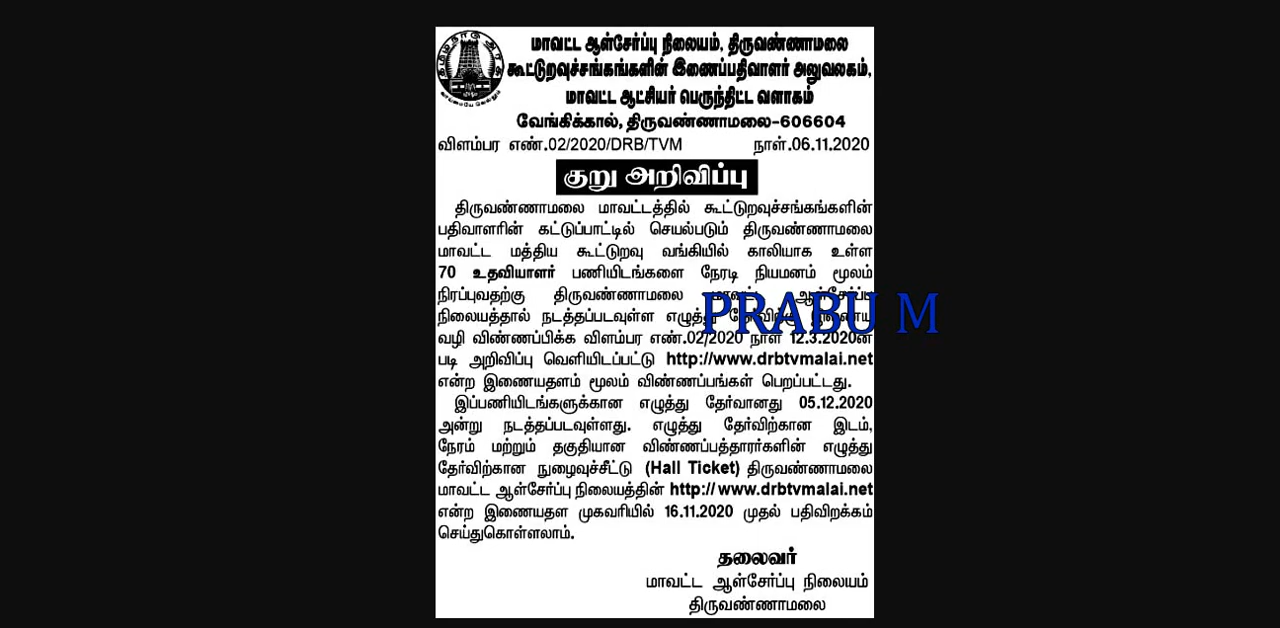 மாவட்ட ஆள்சேர்ப்பு நிலையம், திருவண்ணாமலை
கூட்டுறவுச்சங்கங்களின் இணைப்பதிவாளர் அலுவலகம்,
மாவட்ட ஆட்சியர் பெருந்திட்ட வளாகம்
வேங்கிக்கால், திருவண்ணாமலை-606604
விளம்பர எண்.02/2020/DRB/TVM நாள்.06.11.2020
குறு அறிவிப்பு
திருவண்ணாமலை மாவட்டத்தில் கூட்டுறவுச்சங்கங்களின்
பதிவாளரின் கட்டுப்பாட்டில் செயல்படும் திருவண்ணாமலை
மாவட்ட மத்திய கூட்டுறவு வங்கியில் காலியாக உள்ள
70 உதவியாளர் பணியிடங்களை நேரடி நியமனம் மூலம்
நிரப்புவதற்கு திருவண்ணாமலை மாவட்ட ஆள்சேர்ப்பு
நிலையத்தால் நடத்தப்படவுள்ள எழுத்து தேர்விற்கு இணைய
PRABU M
வழி விண்ணப்பிக்க விளம்பர எண்.02/2020 நாள் 12.3.2020ன்
படி அறிவிப்பு வெளியிடப்பட்டு http://www.drbtvmalai.net
என்ற இணையதளம் மூலம் விண்ணப்பங்கள் பெறப்பட்டது.
இப்பணியிடங்களுக்கான எழுத்து தேர்வானது 05.12.2020
அன்று நடத்தப்படவுள்ளது. எழுத்து தேர்விற்கான இடம்,
நேரம் மற்றும் தகுதியான விண்ணப்பத்தாரர்களின் எழுத்து
தேர்விற்கான நுழைவுச்சீட்டு (Hall Ticket) திருவண்ணாமலை
மாவட்ட ஆள்சேர்ப்பு நிலையத்தின் http:// www.drbtvmalai.net
என்ற இணையதள முகவரியில் 16.11.2020 முதல் பதிவிறக்கம்
செய்துகொள்ளலாம்.
தலைவர்
மாவட்ட ஆள்சேர்ப்பு நிலையம்
திருவண்ணாமலை